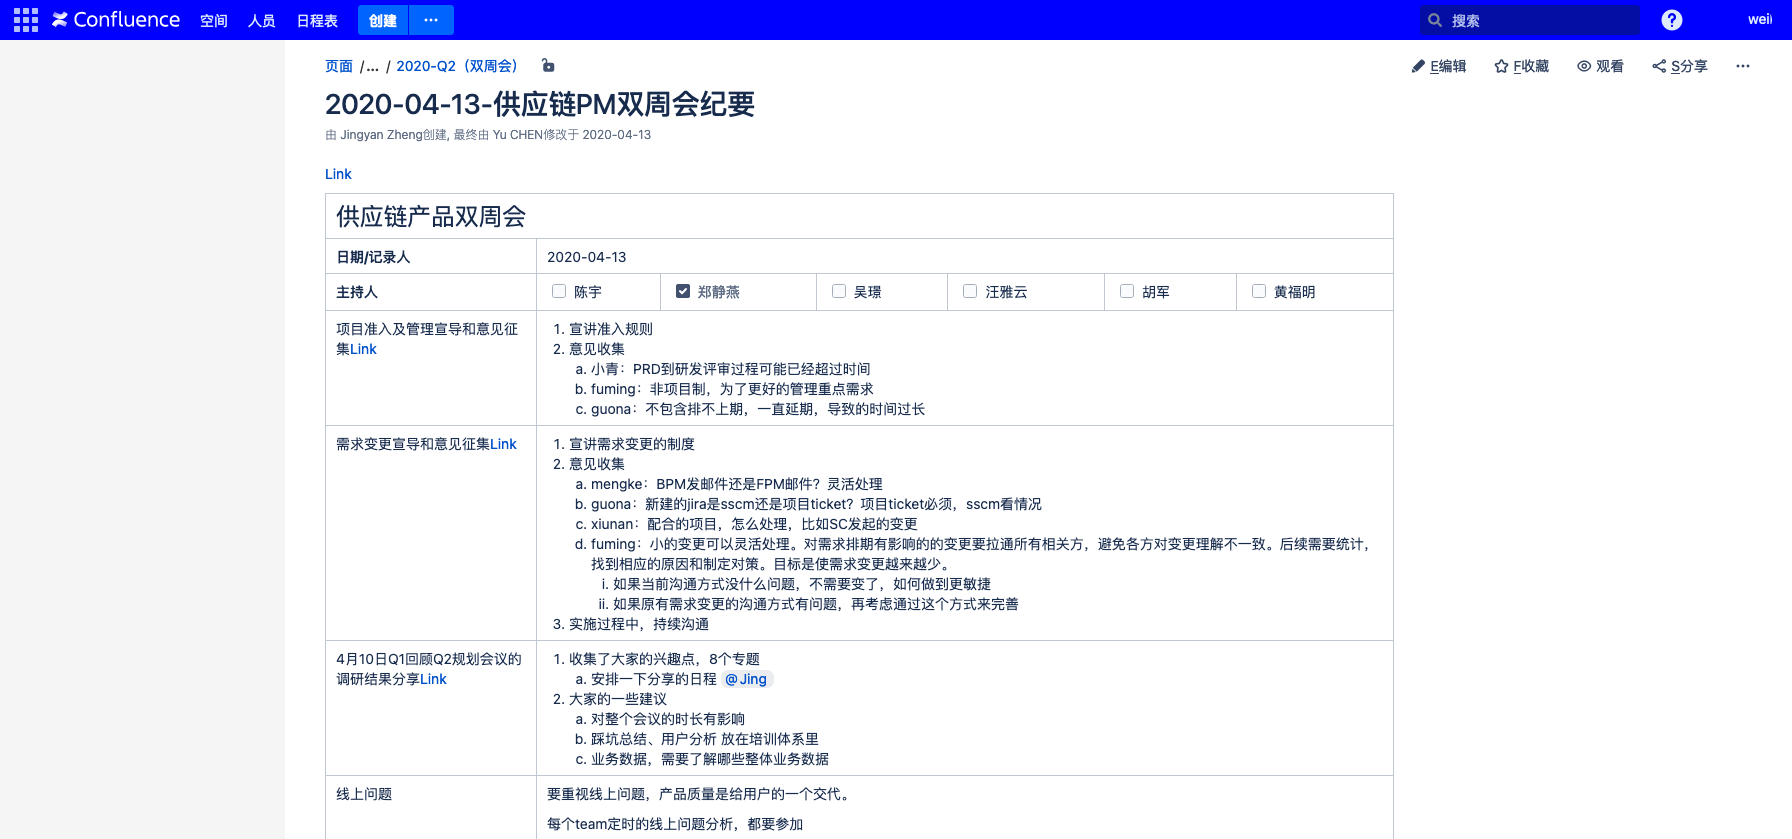 Confluence 空间 人员 日程表 创建 ··· 搜索 ? wei
页面 /... / 2020-Q2（双周会） E编辑 F收藏 观看 S分享 ···
2020-04-13-供应链PM双周会纪要
由 Jingyan Zheng创建, 最终由 Yu CHEN修改于 2020-04-13
Link
供应链产品双周会
日期/记录人 2020-04-13
主持人 陈宇 郑静燕 吴璟 汪雅云 胡军 黄福明
项目准入及管理宣导和意见征
集Link
1. 宣讲准入规则
2. 意见收集
a. 小青：PRD到研发评审过程可能已经超过时间
b. fuming：非项目制，为了更好的管理重点需求
c. guona：不包含排不上期，一直延期，导致的时间过长
需求变更宣导和意见征集Link
1. 宣讲需求变更的制度
2. 意见收集
a. mengke：BPM发邮件还是FPM邮件？灵活处理
b. guona：新建的jira是sscm还是项目ticket？项目ticket必须，sscm看情况
c. xiunan：配合的项目，怎么处理，比如SC发起的变更
d. fuming：小的变更可以灵活处理。对需求排期有影响的的变更要拉通所有相关方，避免各方对变更理解不一致。后续需要统计，
找到相应的原因和制定对策。目标是使需求变更越来越少。
i. 如果当前沟通方式没什么问题，不需要变了，如何做到更敏捷
ii. 如果原有需求变更的沟通方式有问题，再考虑通过这个方式来完善
3. 实施过程中，持续沟通
4月10日Q1回顾Q2规划会议的
调研结果分享Link
1. 收集了大家的兴趣点，8个专题
a. 安排一下分享的日程 @Jing
2. 大家的一些建议
a. 对整个会议的时长有影响
b. 踩坑总结、用户分析 放在培训体系里
c. 业务数据，需要了解哪些整体业务数据
线上问题
要重视线上问题，产品质量是给用户的一个交代。
每个team定时的线上问题分析，都要参加